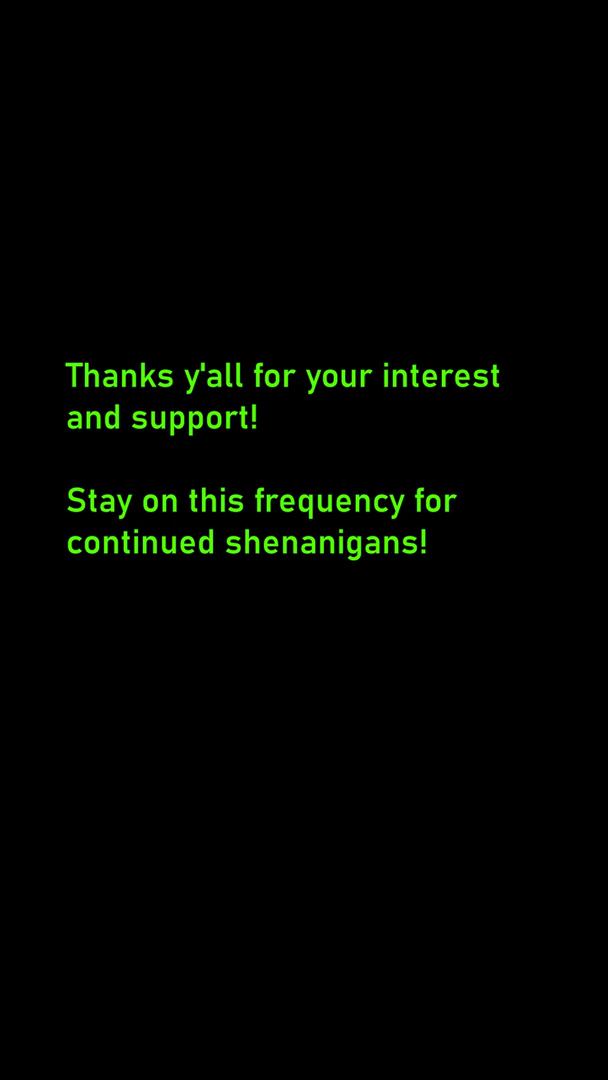 Thanks y'all for your interest
and support!
Stay on this frequency for
continued shenanigans!